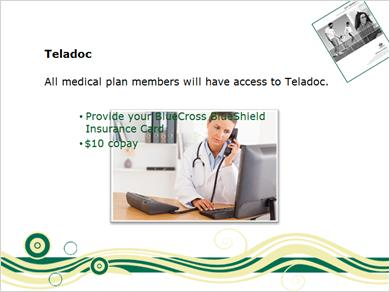 Teladoc
All medical plan members will have access to Teladoc.
• Provide your BlueCross BlueShield
Insurance Card
• $10 copay